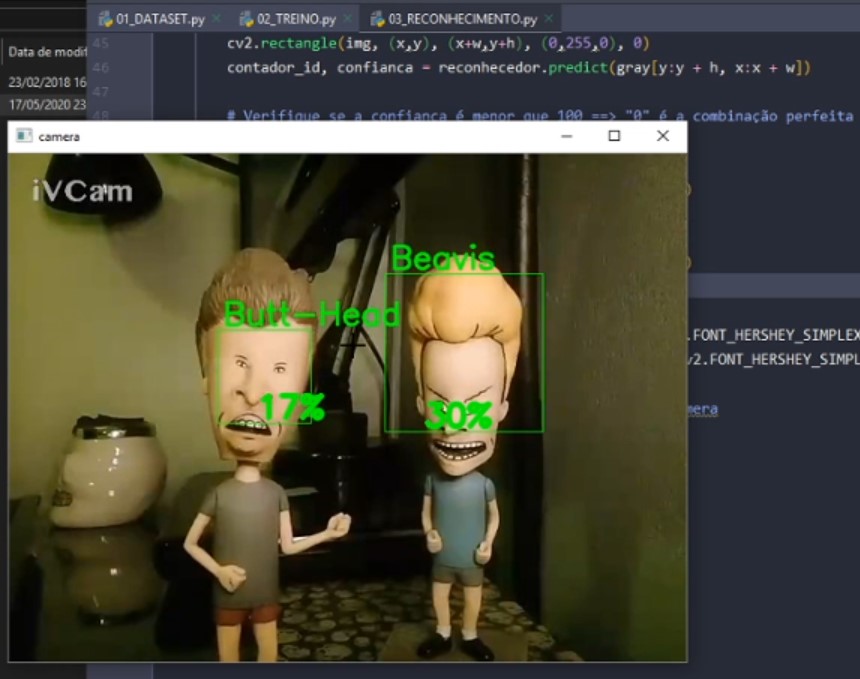 01_DATASET.py × 02_TREINO.py × 03_RECONHECIMENTO.py ×
Data de modif
45 cv2.rectangle(img, (x,y), (x+w,y+h), (0,255,0), 0)
23/02/2018 16
46 contador_id, confianca = reconhecedor.predict(gray[y:y + h, x:x + w])
17/05/2020 23
47
48 # Verifique se a confiança é menor que 100 ==> "0" é a combinação perfeita
camera
iVCam
Beavis
Butt-Head
.FONT_HERSHEY_SIMPLEX
v2.FONT_HERSHEY_SIMPL
17%
30%
mera